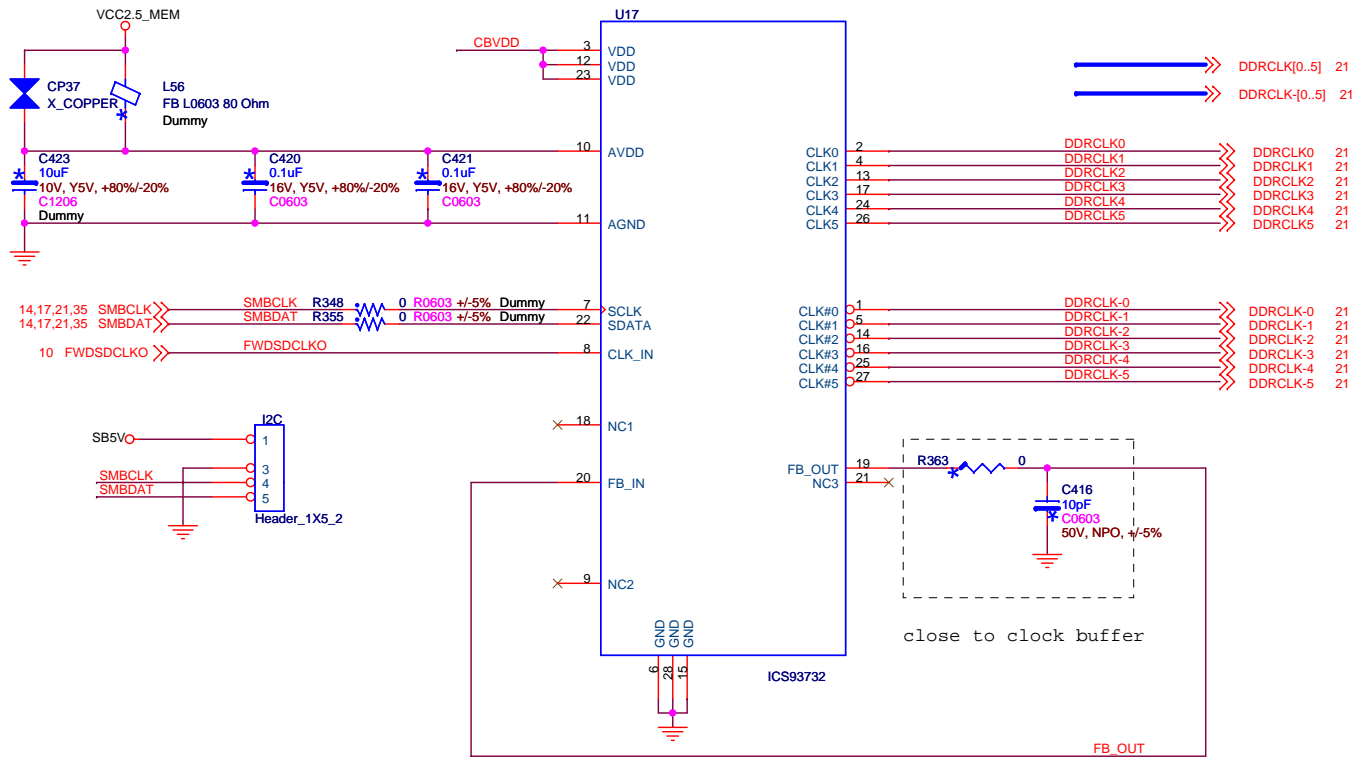 VCC2.5_MEM
CP37
X_COPPER
L56
FB L0603 80 Ohm
Dummy
C423
10uF
10V, Y5V, +80%/-20%
C1206
Dummy
C420
0.1uF
16V, Y5V, +80%/-20%
C0603
C421
0.1uF
16V, Y5V, +80%/-20%
C0603
14,17,21,35 SMBCLK
14,17,21,35 SMBDAT
SMBCLK R348 0 R0603 +/-5% Dummy
SMBDAT R355 0 R0603 +/-5% Dummy
10 FWDSDCLKO
FWDSDCLKO
SB5V
I2C
1
3
4
5
SMBCLK
SMBDAT
Header_1X5_2
CBVDD
U17
3 VDD
12 VDD
23 VDD
10 AVDD
11 AGND
7 SCLK
22 SDATA
8 CLK_IN
18 NC1
20 FB_IN
9 NC2
GND
GND
GND
6
28
15
ICS93732
CLK0 2 DDRCLK0 DDRCLK0 21
CLK1 4 DDRCLK1 DDRCLK1 21
CLK2 13 DDRCLK2 DDRCLK2 21
CLK3 17 DDRCLK3 DDRCLK3 21
CLK4 24 DDRCLK4 DDRCLK4 21
CLK5 26 DDRCLK5 DDRCLK5 21
CLK#0 1 DDRCLK-0 DDRCLK-0 21
CLK#1 5 DDRCLK-1 DDRCLK-1 21
CLK#2 14 DDRCLK-2 DDRCLK-2 21
CLK#3 16 DDRCLK-3 DDRCLK-3 21
CLK#4 25 DDRCLK-4 DDRCLK-4 21
CLK#5 27 DDRCLK-5 DDRCLK-5 21
FB_OUT 19
NC3 21
DDRCLK[0..5] 21
DDRCLK-[0..5] 21
R363 0
C416
10pF
C0603
50V, NPO, +/-5%
close to clock buffer
FB_OUT